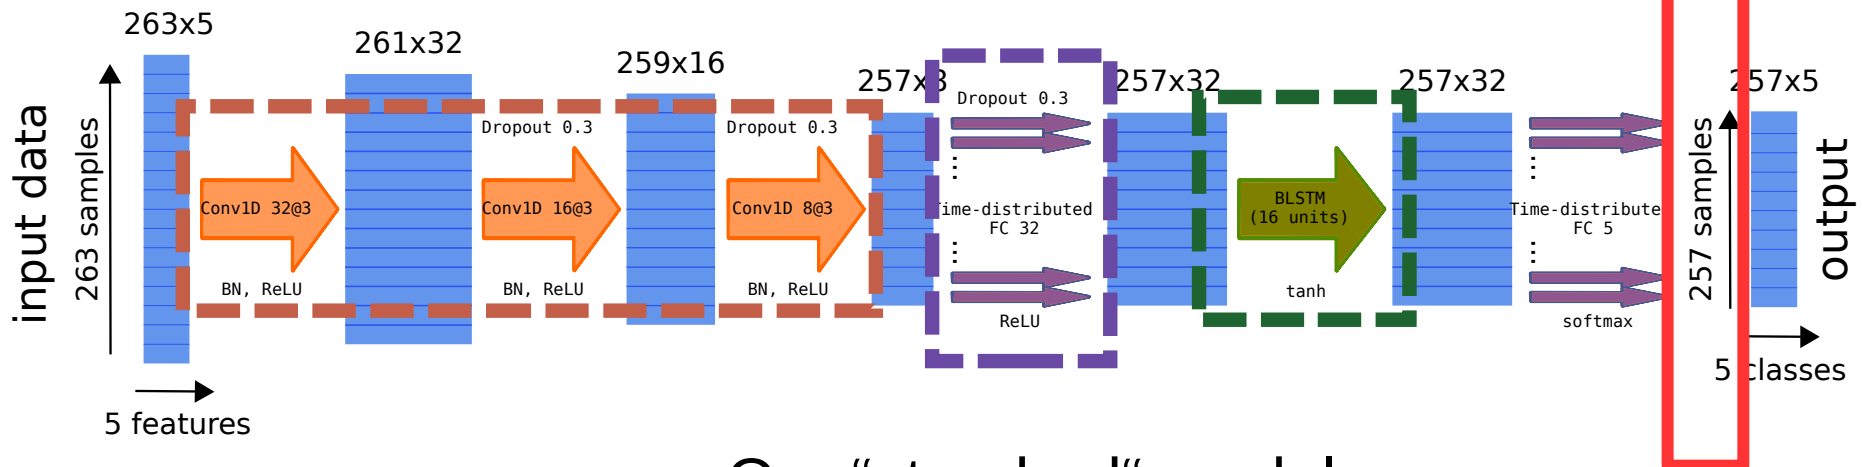 263x5
261x32
259x16
257x8
257x32
257x32
257x5
input data
263 samples
5 features
Conv1D 32@3
BN, ReLU
Dropout 0.3
Conv1D 16@3
BN, ReLU
Dropout 0.3
Conv1D 8@3
BN, ReLU
Dropout 0.3
⋮
Time-distributed
FC 32
⋮
ReLU
BLSTM
(16 units)
tanh
⋮
Time-distribute
FC 5
⋮
softmax
257 samples
5 classes
output